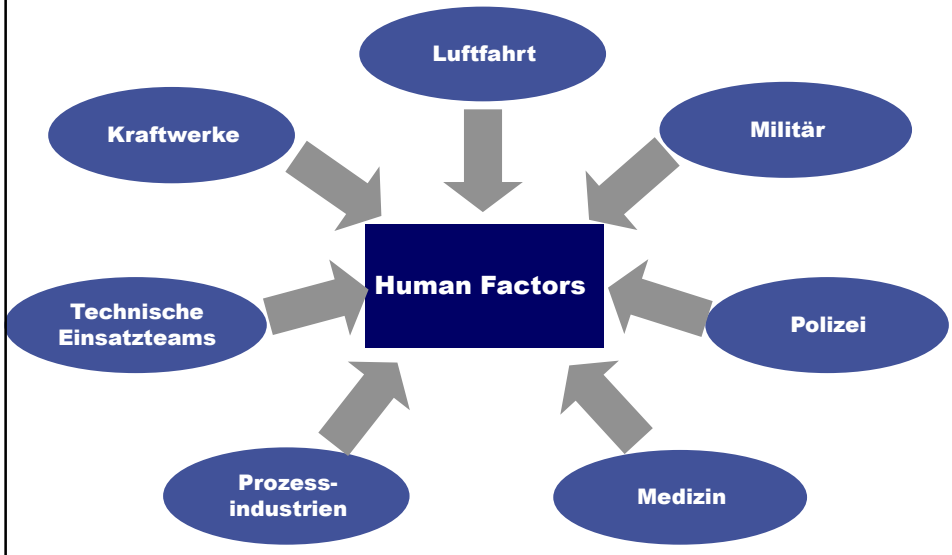 Luftfahrt
Kraftwerke
Militär
Human Factors
Technische
Einsatzteams
Polizei
Prozess-
industrien
Medizin